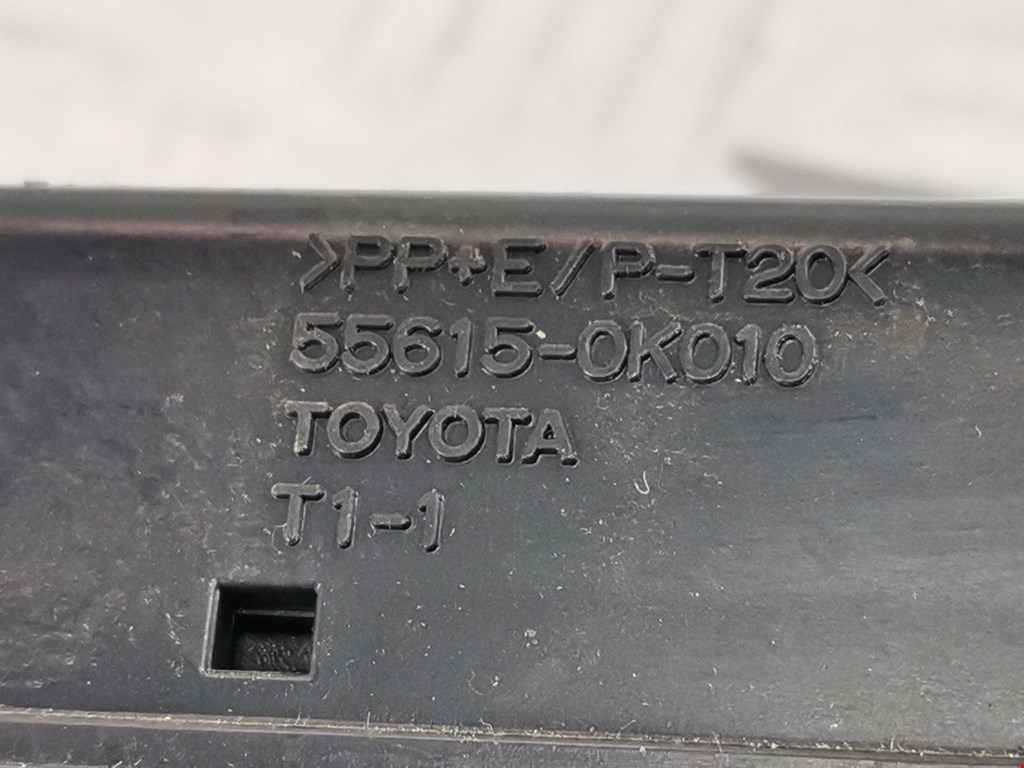 >PP+E/P-T20<
55615-0K010
TOYOTA
T1-1